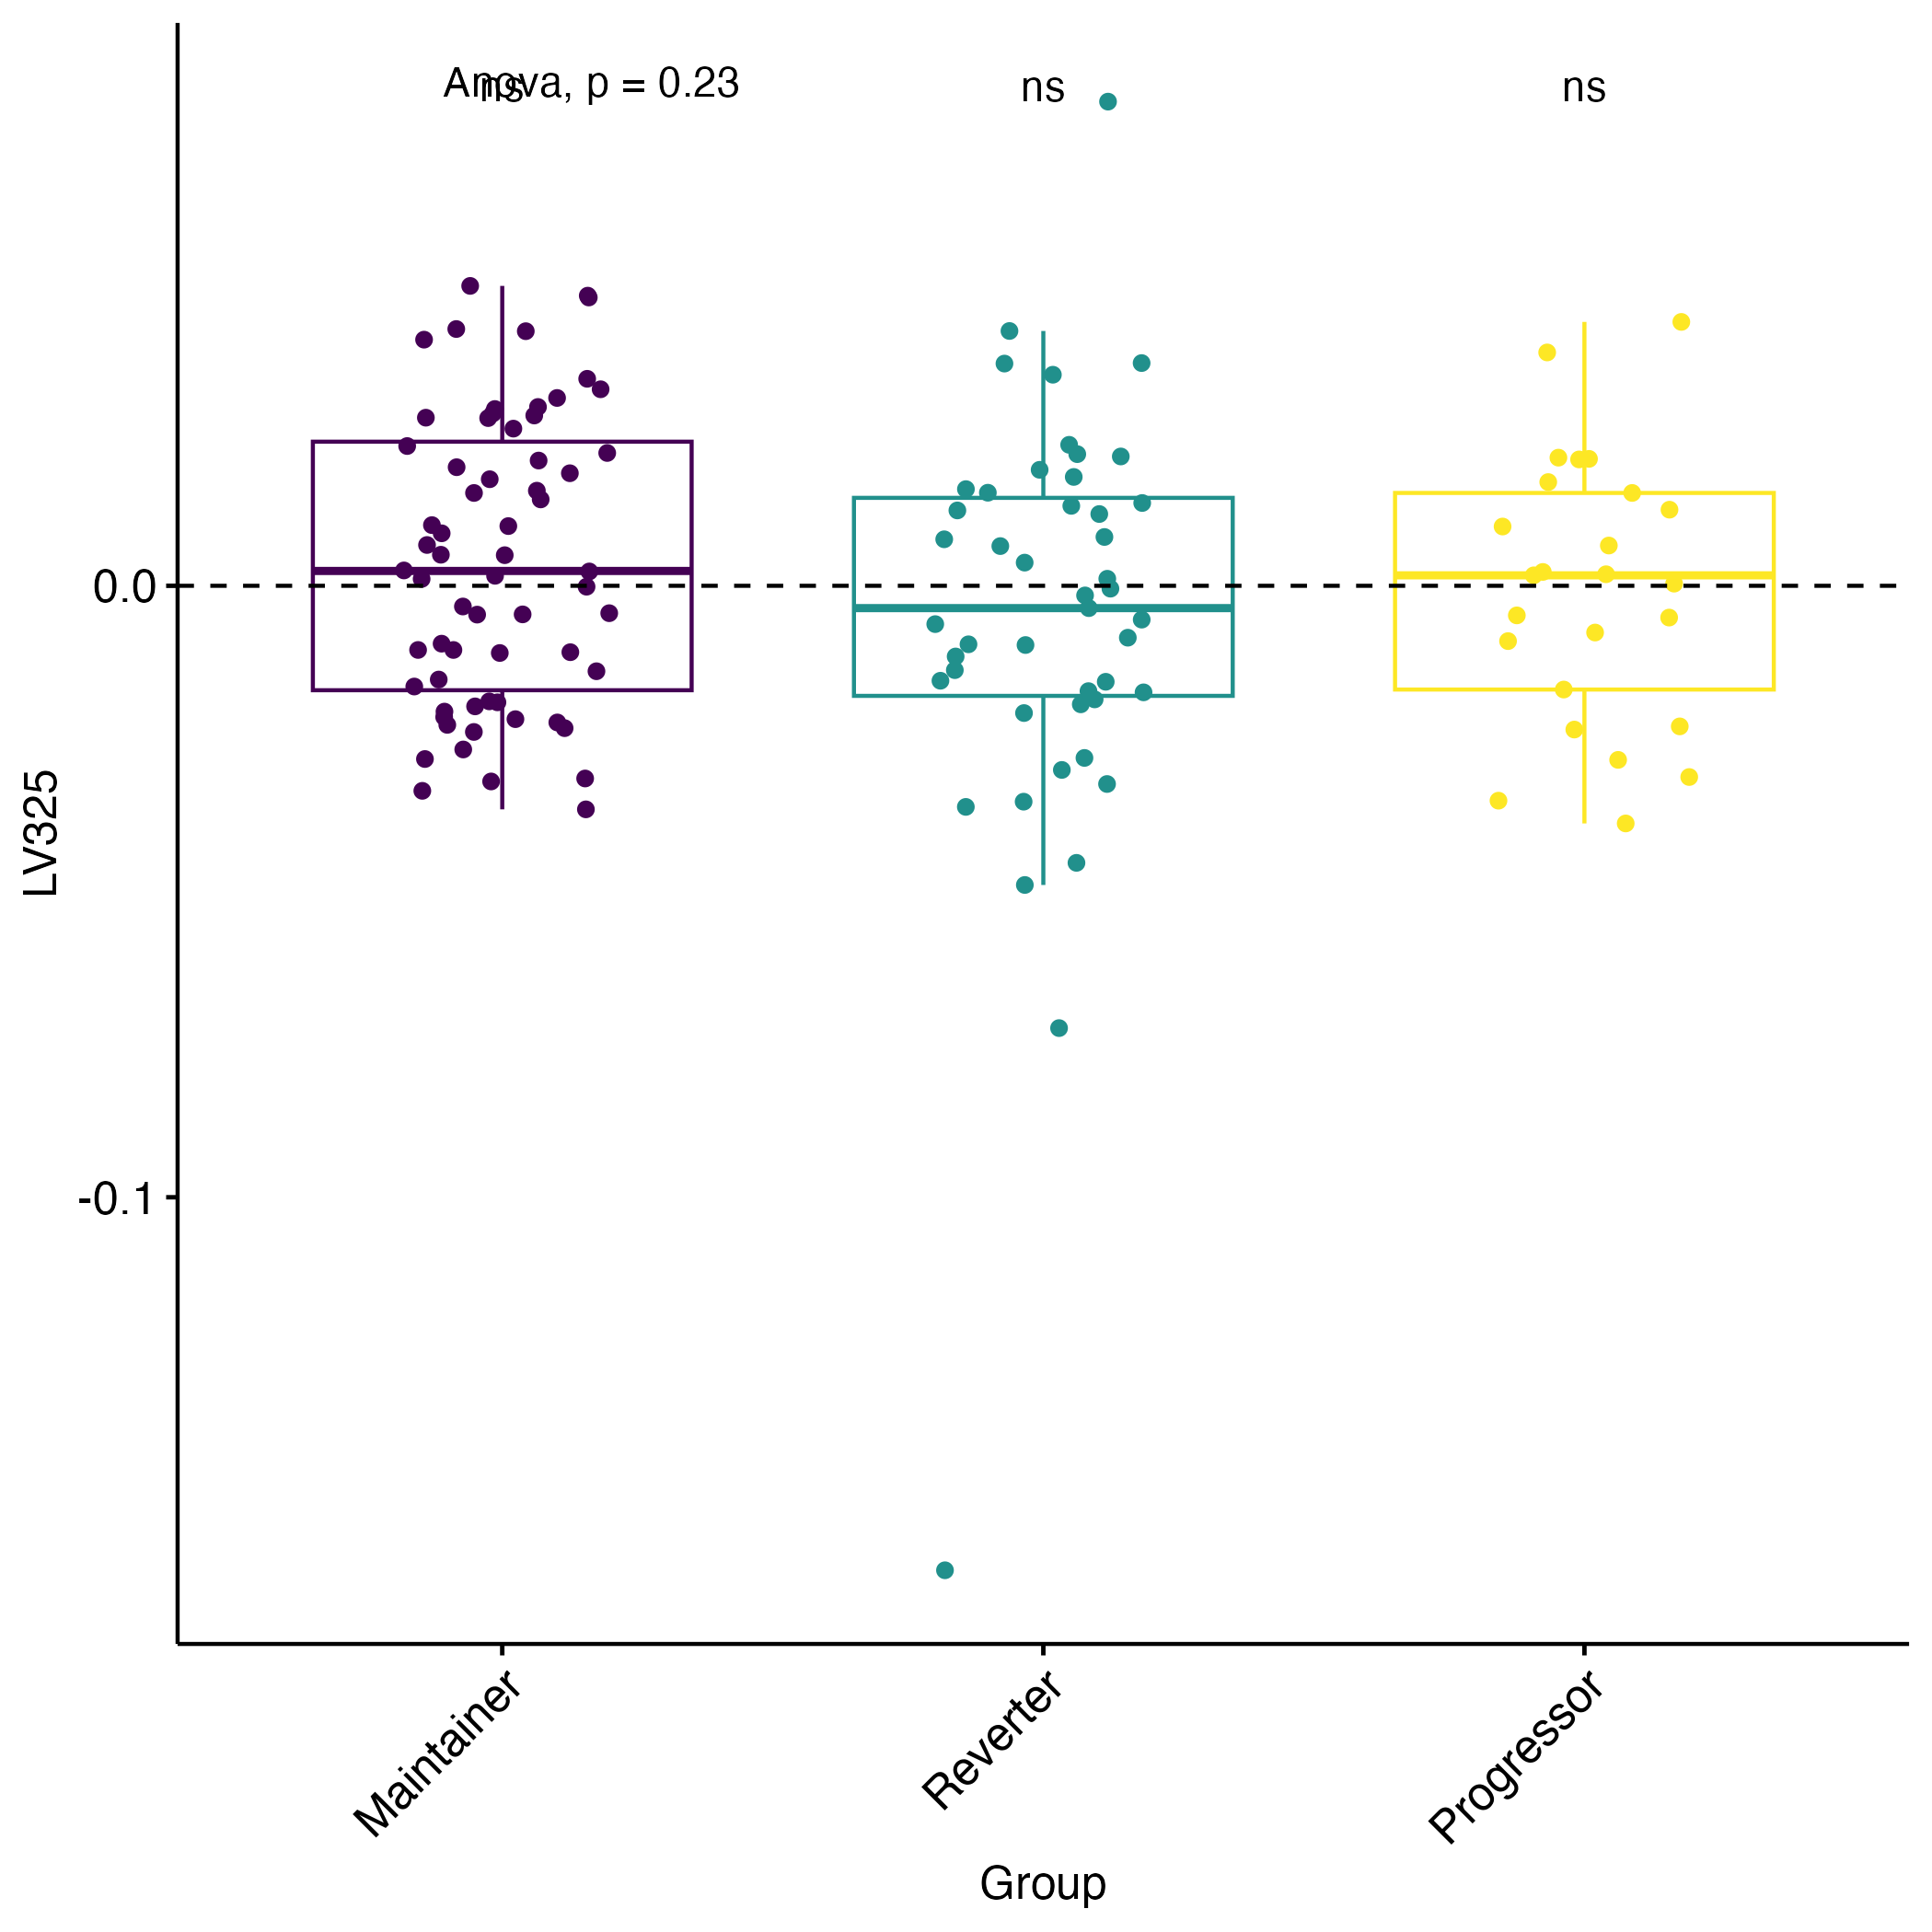 Anova, p = 0.23
ns
ns
ns
0.0
-0.1
LV325
Maintainer
Reverter
Progressor
Group